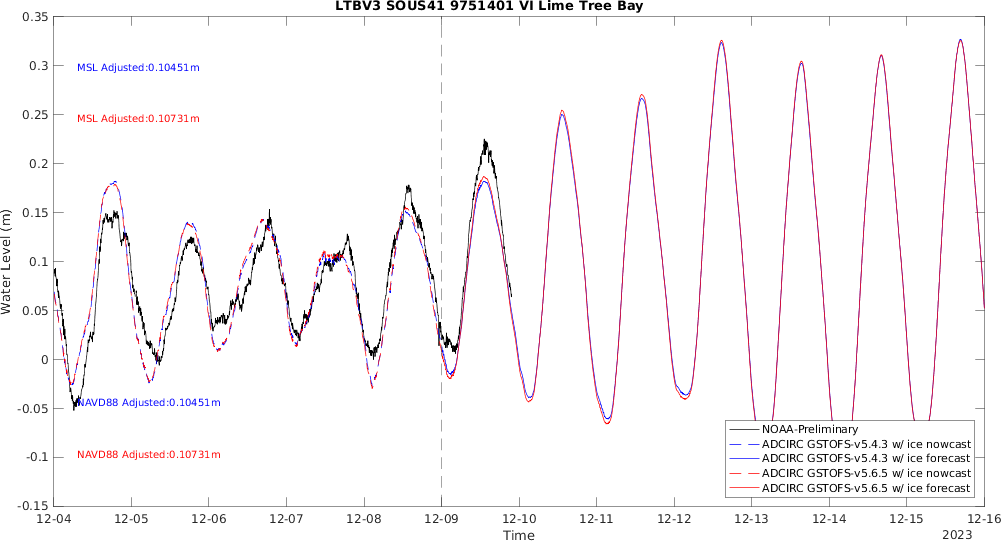 LTBV3 SOUS41 9751401 VI Lime Tree Bay
0.35
0.3
0.25
0.2
0.15
0.1
0.05
0
-0.05
-0.1
-0.15
Water Level (m)
MSL Adjusted:0.10451m
MSL Adjusted:0.10731m
NAVD88 Adjusted:0.10451m
NAVD88 Adjusted:0.10731m
NOAA-Preliminary
ADCIRC GSTOFS-v5.4.3 w/ ice nowcast
ADCIRC GSTOFS-v5.4.3 w/ ice forecast
ADCIRC GSTOFS-v5.6.5 w/ ice nowcast
ADCIRC GSTOFS-v5.6.5 w/ ice forecast
12-04 12-05 12-06 12-07 12-08 12-09 12-10 12-11 12-12 12-13 12-14 12-15 12-16
Time
2023